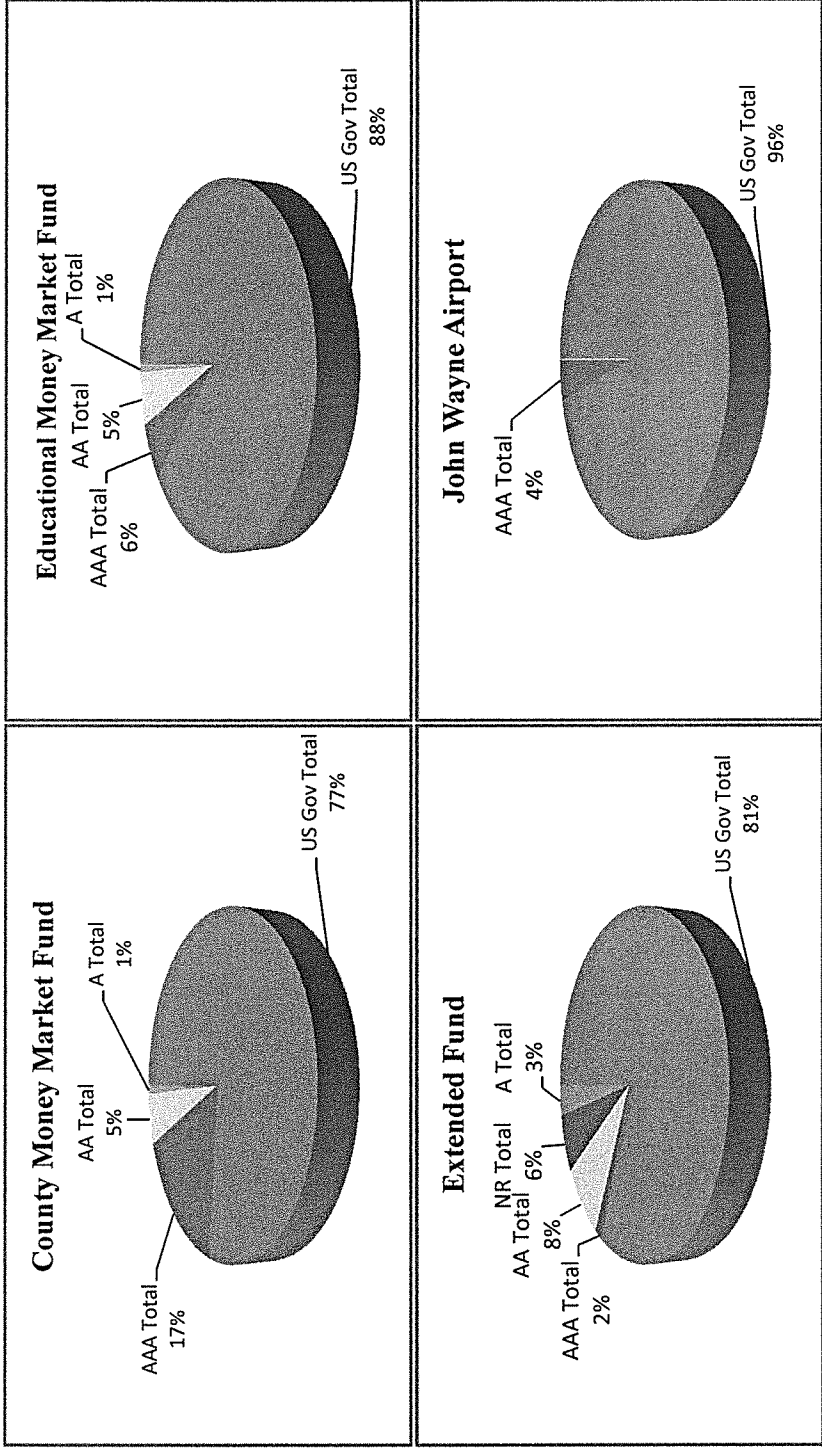 County Money Market Fund
A Total
1%
AA Total
5%
AAA Total
17%
US Gov Total
77%
Educational Money Market Fund
A Total
1%
AA Total
5%
AAA Total
6%
US Gov Total
88%
Extended Fund
A Total
3%
NR Total
6%
AA Total
8%
AAA Total
2%
US Gov Total
81%
John Wayne Airport
AAA Total
4%
US Gov Total
96%